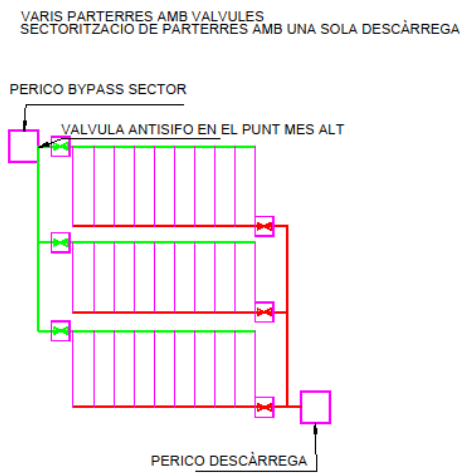 VARIS PARTERRES AMB VALVULES
SECTORITZACIO DE PARTERRES AMB UNA SOLA DESCÀRREGA
PERICO BYPASS SECTOR
VALVULA ANTISIFO EN EL PUNT MES ALT
PERICO DESCÀRREGA